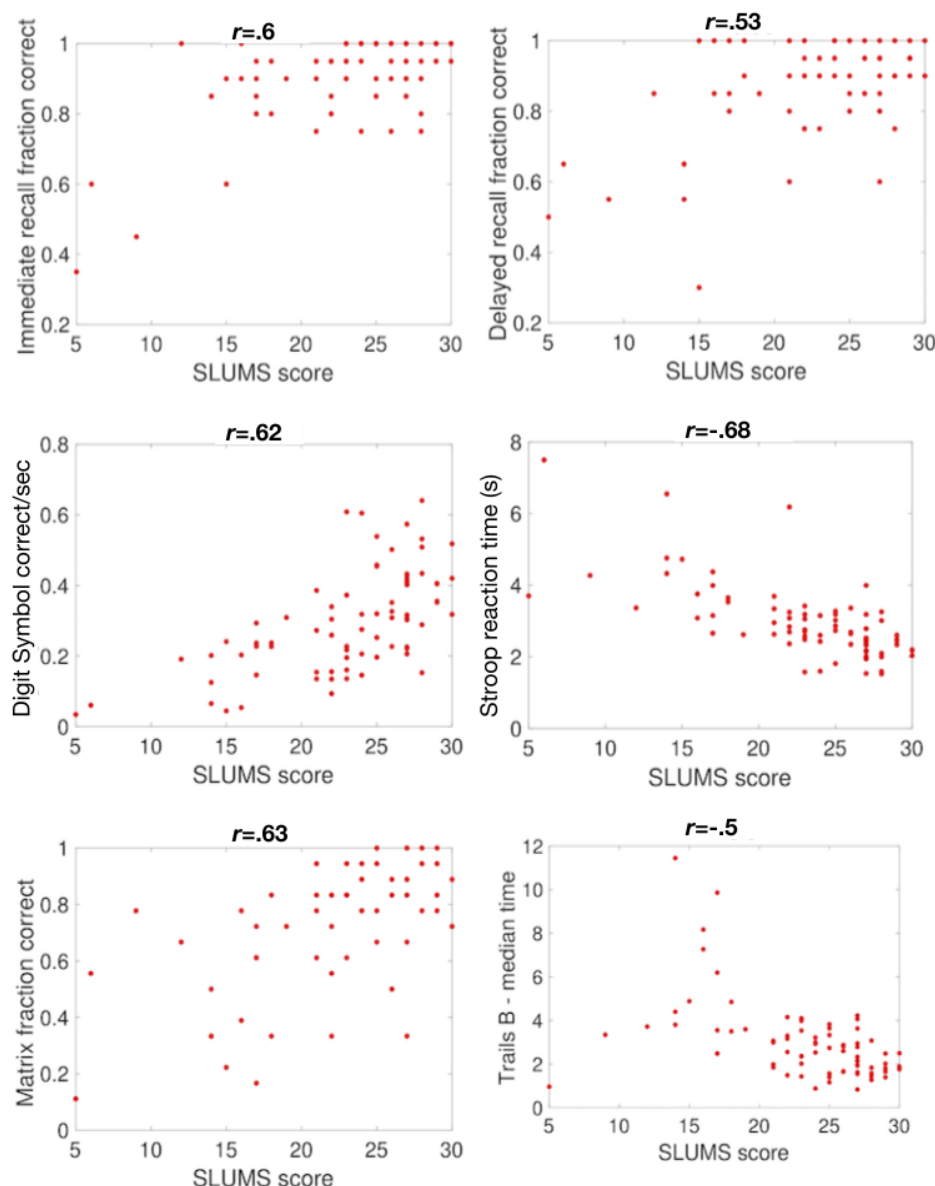 r=.6
Immediate recall fraction correct
1
0.8
0.6
0.4
0.2
5 10 15 20 25 30
SLUMS score
r=.53
Delayed recall fraction correct
1
0.8
0.6
0.4
0.2
5 10 15 20 25 30
SLUMS score
r=.62
Digit Symbol correct/sec
0.8
0.6
0.4
0.2
0
5 10 15 20 25 30
SLUMS score
r=-.68
Stroop reaction time (s)
8
6
4
2
0
5 10 15 20 25 30
SLUMS score
r=.63
Matrix fraction correct
1
0.8
0.6
0.4
0.2
0
5 10 15 20 25 30
SLUMS score
r=-.5
Trails B - median time
12
10
8
6
4
2
0
5 10 15 20 25 30
SLUMS score